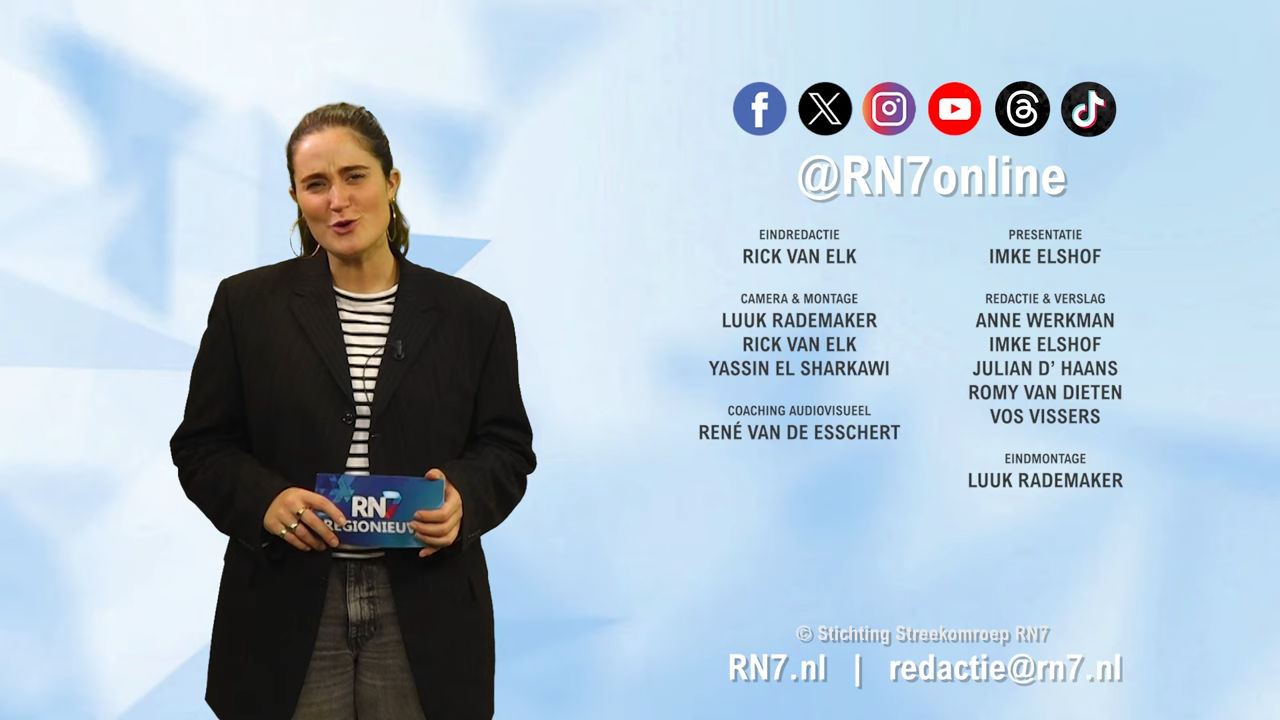 @RN7online
EINDREDACTIE
RICK VAN ELK
CAMERA & MONTAGE
LUUK RADEMAKER
RICK VAN ELK
YASSIN EL SHARKAWI
COACHING AUDIOVISUEEL
RENÉ VAN DE ESSCHERT
PRESENTATIE
IMKE ELSHOF
REDACTIE & VERSLAG
ANNE WERKMAN
IMKE ELSHOF
JULIAN D’ HAANS
ROMY VAN DIETEN
VOS VISSERS
EINDMONTAGE
LUUK RADEMAKER
RN7
REGIONIEUW
© Stichting Streekomroep RN7
RN7.nl | redactie@rn7.nl